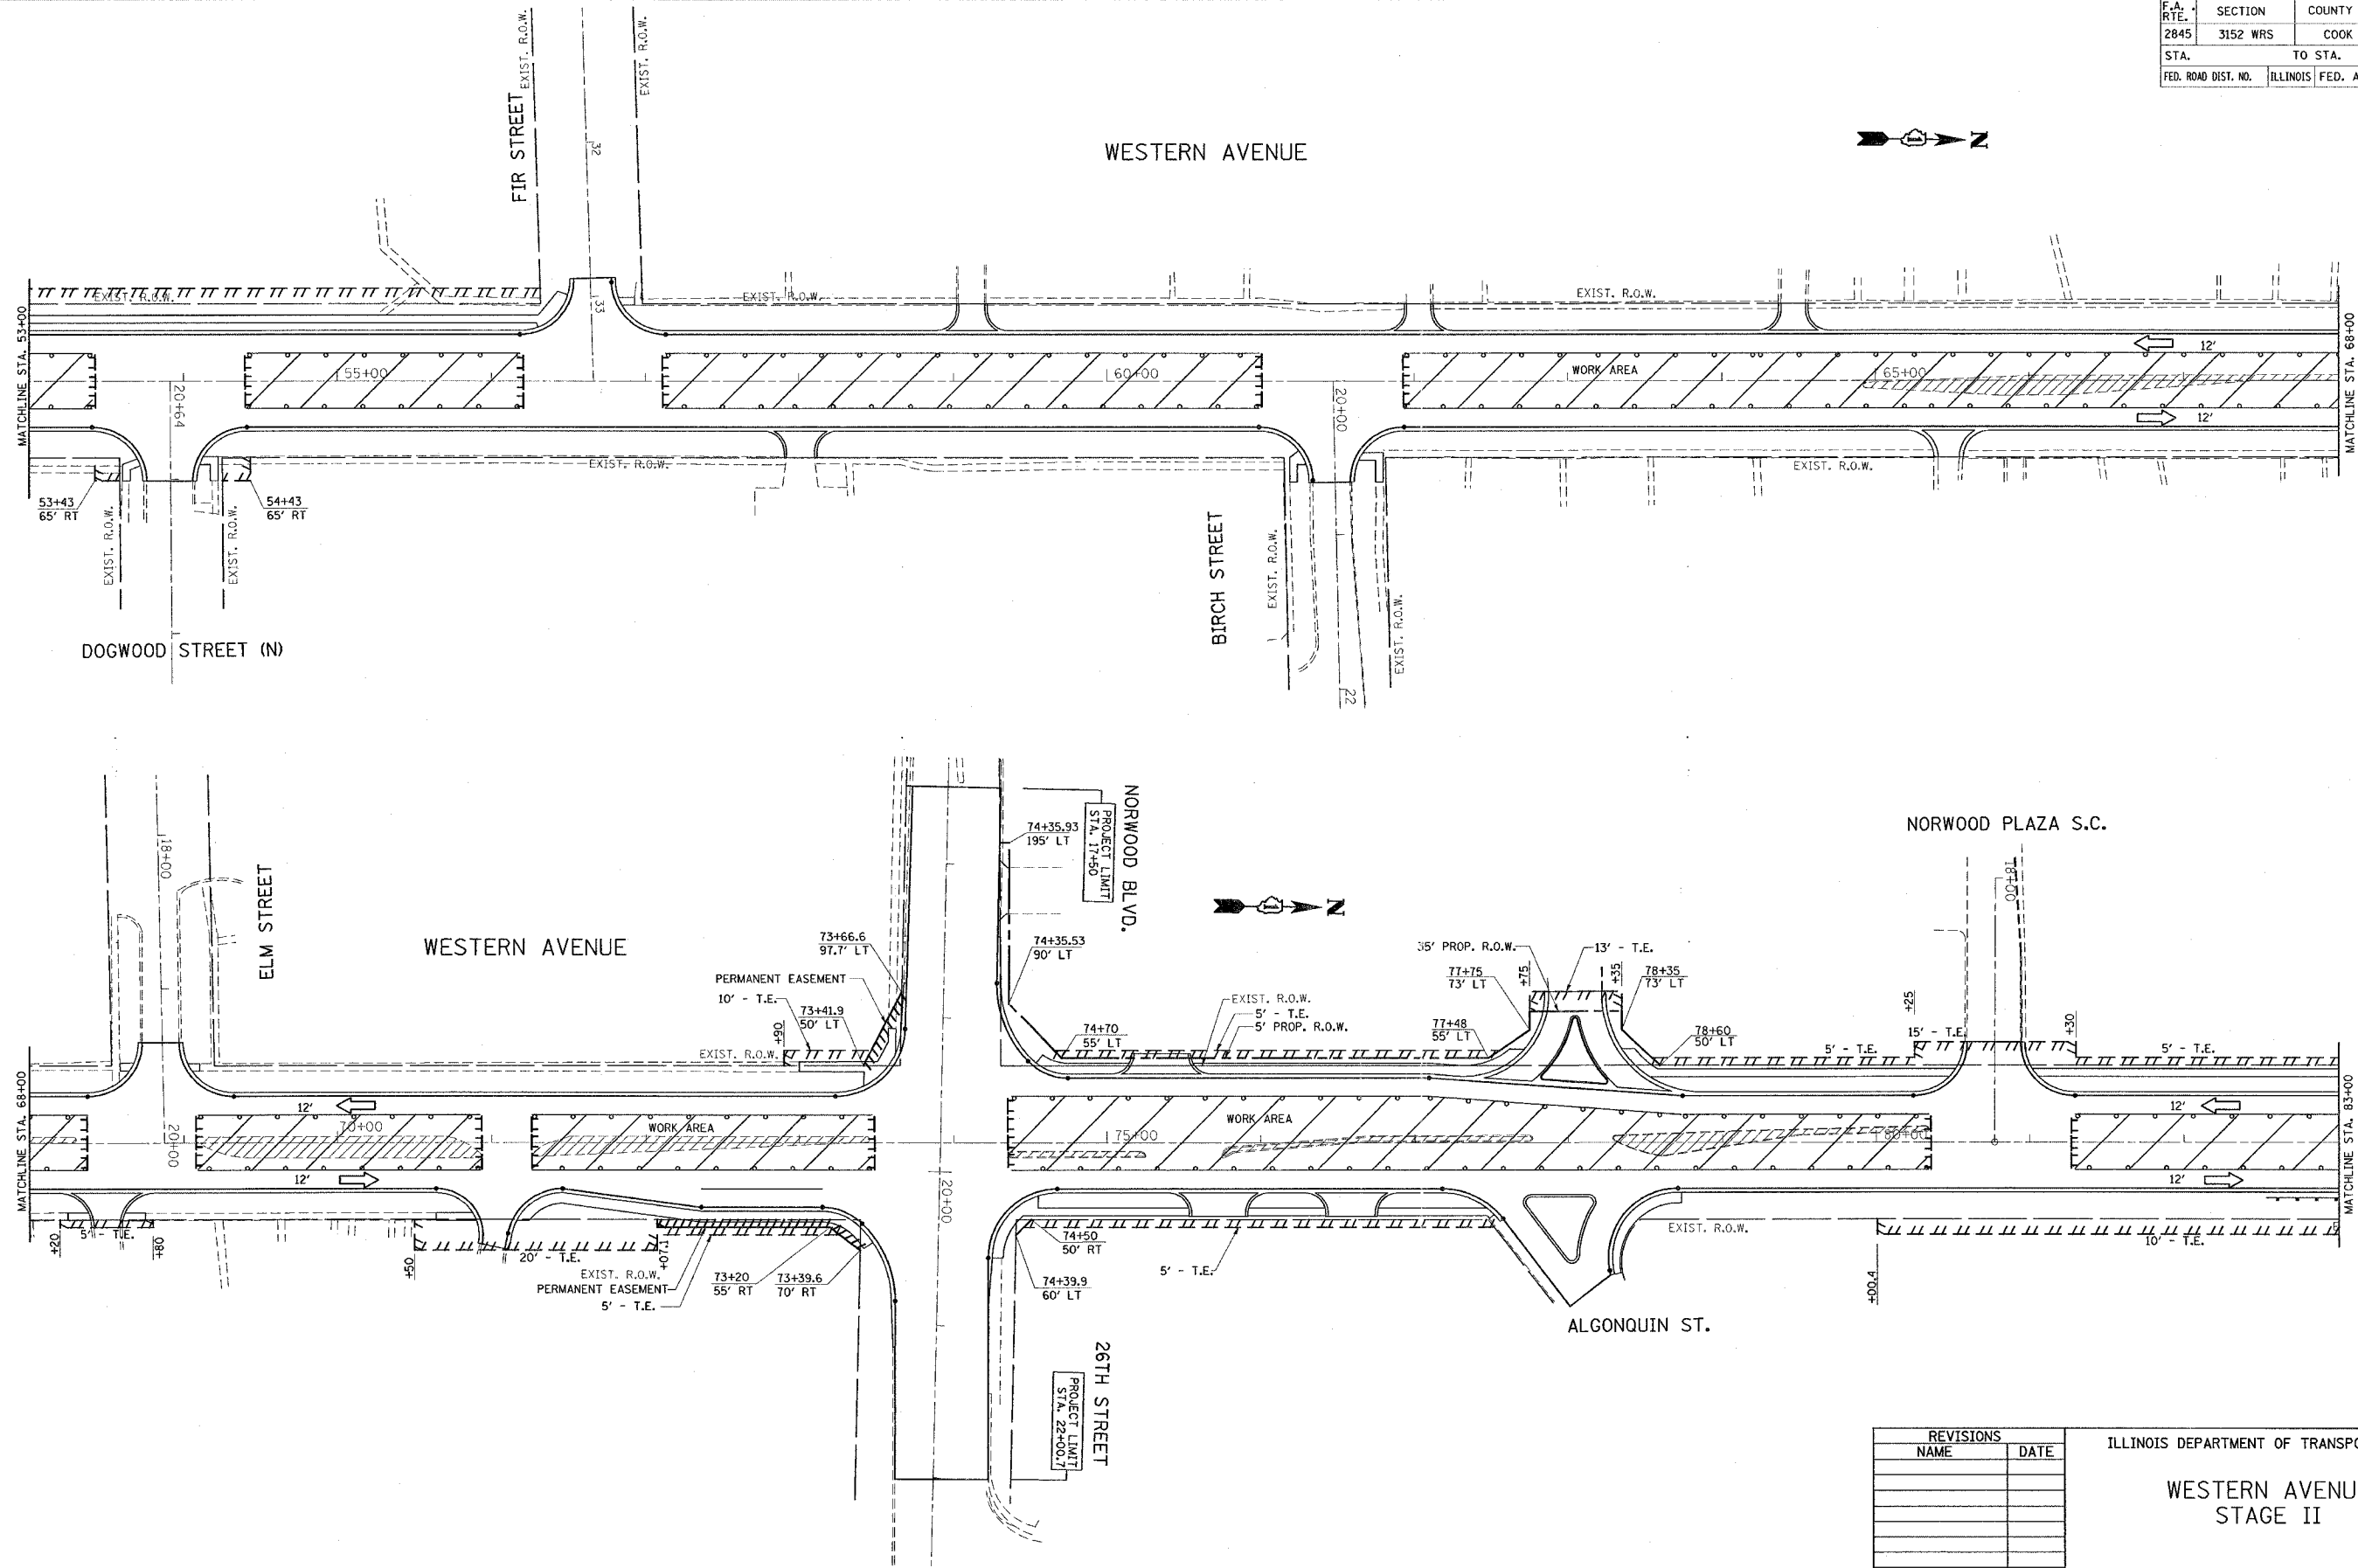 F.A. RTE. SECTION COUNTY
2845 3152 WRS COOK
STA. TO STA.
FED. ROAD DIST. NO. ILLINOIS FED. A
FIR STREET
EXIST. R.O.W.
EXIST. R.O.W.
32
33
WESTERN AVENUE
N
MATCHLINE STA. 53+00
EXIST. R.O.W.
EXIST. R.O.W.
EXIST. R.O.W.
MATCHLINE STA. 68+00
12'
55+00
60+00
WORK AREA
65+00
12'
20+64
20+00
EXIST. R.O.W.
EXIST. R.O.W.
53+43
65' RT
54+43
65' RT
EXIST. R.O.W.
EXIST. R.O.W.
BIRCH STREET
EXIST. R.O.W.
EXIST. R.O.W.
22
DOGWOOD STREET (N)
18+00
ELM STREET
WESTERN AVENUE
NORWOOD BLVD.
PROJECT LIMIT
STA. 17+50
74+35.93
195' LT
N
NORWOOD PLAZA S.C.
18+00
73+66.6
97.7' LT
74+35.53
90' LT
PERMANENT EASEMENT
10' - T.E.
73+41.9
50' LT
+90
EXIST. R.O.W.
EXIST. R.O.W.
5' - T.E.
5' PROP. R.O.W.
74+70
55' LT
35' PROP. R.O.W.
13' - T.E.
77+75
73' LT
+75
+35
78+35
73' LT
77+48
55' LT
78+60
50' LT
+25
15' - T.E.
+30
5' - T.E.
5' - T.E.
MATCHLINE STA. 68+00
12'
12'
MATCHLINE STA. 83+00
20+00
70+00
WORK AREA
75+00
WORK AREA
80+00
12'
12'
20+00
+20
5' - T.E.
+80
+50
20' - T.E.
+07.1
EXIST. R.O.W.
PERMANENT EASEMENT
5' - T.E.
73+20
55' RT
73+39.6
70' RT
74+50
50' RT
74+39.9
60' LT
5' - T.E.
EXIST. R.O.W.
+00.4
10' - T.E.
ALGONQUIN ST.
26TH STREET
PROJECT LIMIT
STA. 22+00.7
REVISIONS
NAME DATE
ILLINOIS DEPARTMENT OF TRANSPO
WESTERN AVENU
STAGE II